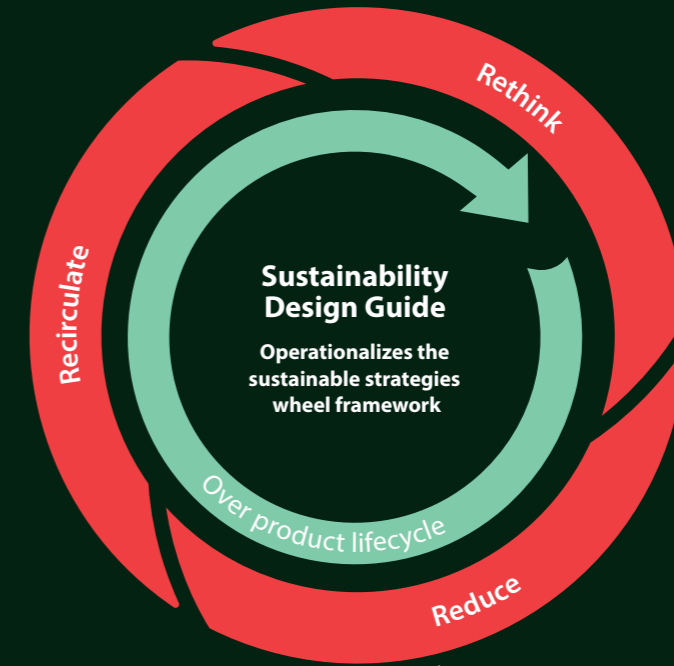 Rethink
Recirculate
Sustainability
Design Guide
Operationalizes the
sustainable strategies
wheel framework
Over product lifecycle
Reduce